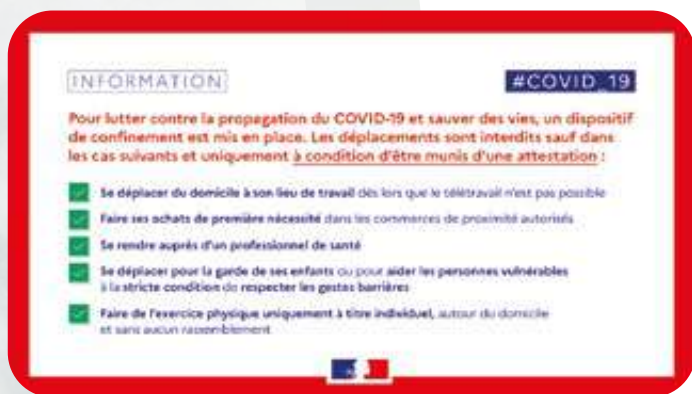 INFORMATION
#COVID_19
Pour lutter contre la propagation du COVID-19 et sauver des vies, un dispositif
de confinement est mis en place. Les déplacements sont interdits sauf dans
les cas suivants et uniquement à condition d'être munis d'une attestation :
Se déplacer du domicile à son lieu de travail dès lors que le télétravail n'est pas possible
Faire ses achats de première nécessité dans les commerces de proximité autorisés
Se rendre auprès d'un professionnel de santé
Se déplacer pour la garde de ses enfants ou pour aider les personnes vulnérables
à la stricte condition de respecter les gestes barrières
Faire de l'exercice physique uniquement à titre individuel, autour du domicile
et sans aucun rassemblement